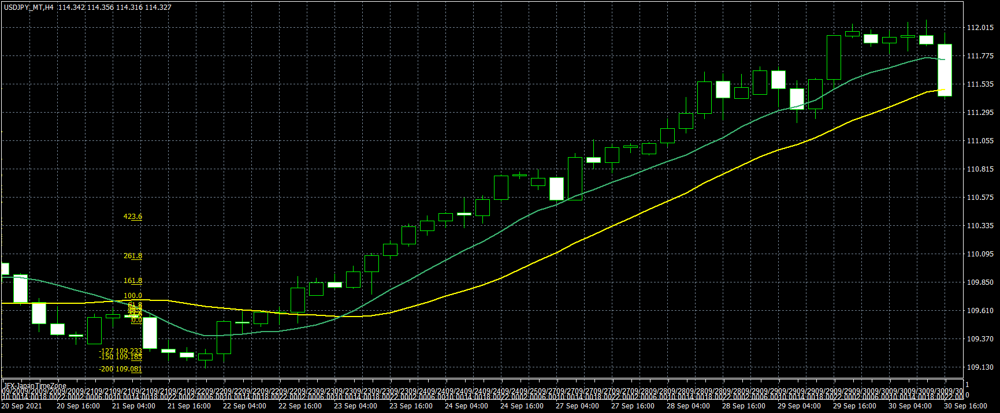 USDJPY_MT,H4 114.342 114.356 114.316 114.327
112.015
111.775
111.535
111.295
111.055
110.815
110.575
110.335
110.095
109.850
109.610
109.370
109.130
423.6
261.8
161.8
100.0
61.8
0.0
-127 109.233
-150 109.185
-200 109.081
JFX-JapanTimeZone
1
0
20 Sep 2021
20 Sep 16:00
21 Sep 04:00
21 Sep 16:00
22 Sep 04:00
22 Sep 16:00
23 Sep 04:00
23 Sep 16:00
24 Sep 04:00
24 Sep 16:00
27 Sep 04:00
27 Sep 16:00
28 Sep 04:00
28 Sep 16:00
29 Sep 04:00
29 Sep 16:00
30 Sep 04:00
30 Sep 16:00